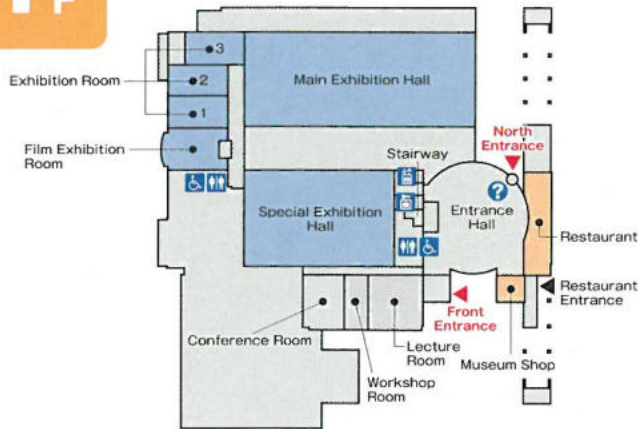 3
Exhibition Room
2
1
Main Exhibition Hall
Film Exhibition
Room
North
Entrance
Stairway
?
Special Exhibition
Hall
Entrance
Hall
Restaurant
Restaurant
Entrance
Front
Entrance
Conference Room
Lecture
Room
Museum Shop
Workshop
Room